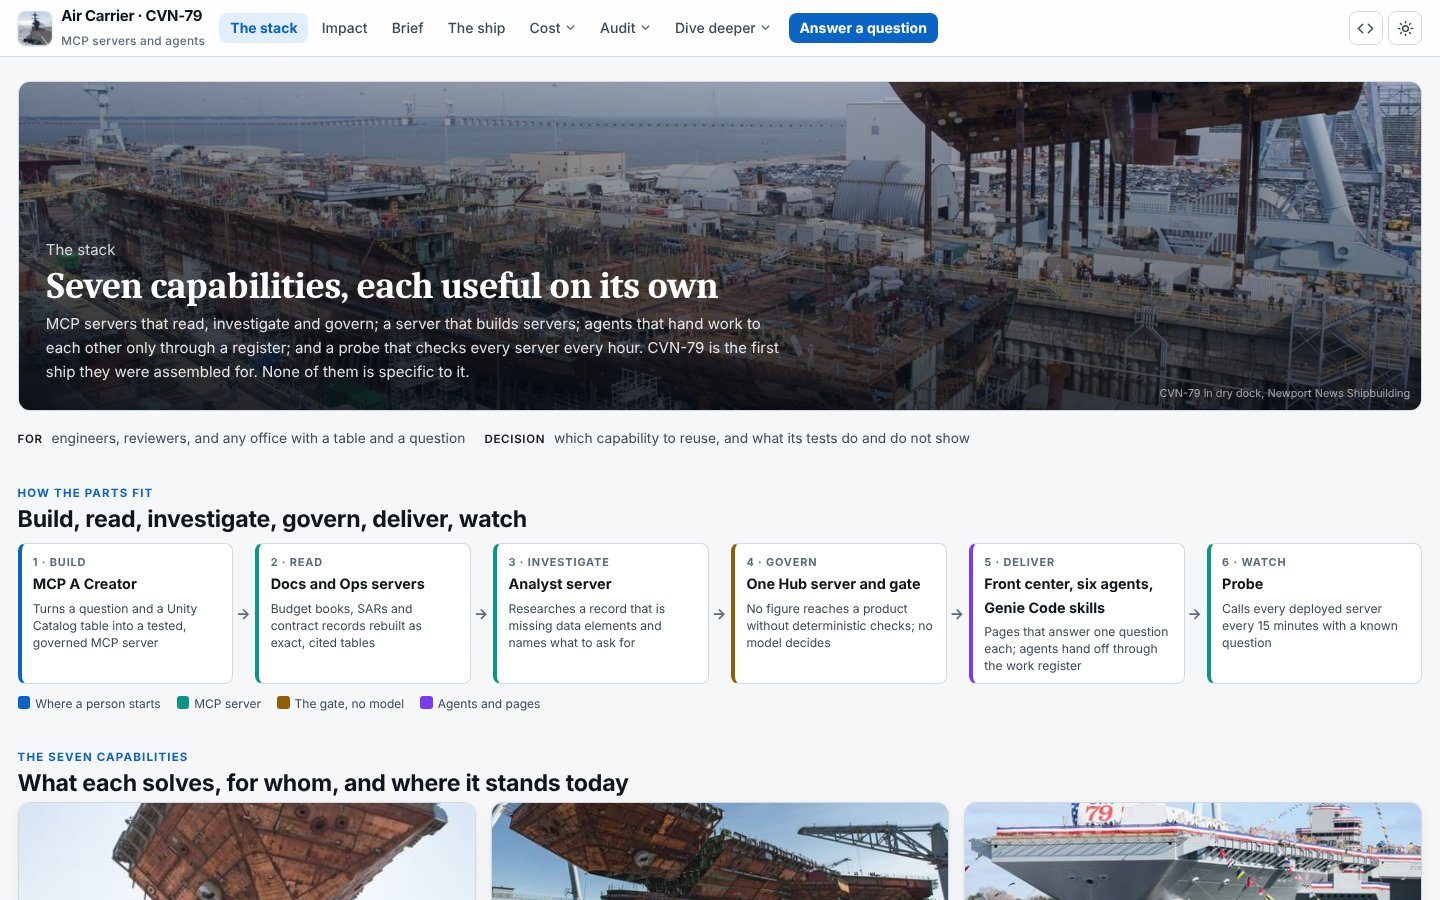 Air Carrier · CVN-79
MCP servers and agents
The stack
Impact
Brief
The ship
Cost
Audit
Dive deeper
Answer a question
The stack
Seven capabilities, each useful on its own
MCP servers that read, investigate and govern; a server that builds servers; agents that hand work to
each other only through a register; and a probe that checks every server every hour. CVN-79 is the first
ship they were assembled for. None of them is specific to it.
CVN-79 in dry dock, Newport News Shipbuilding
FOR engineers, reviewers, and any office with a table and a question DECISION which capability to reuse, and what its tests do and do not show
HOW THE PARTS FIT
Build, read, investigate, govern, deliver, watch
1 · BUILD
MCP A Creator
Turns a question and a Unity
Catalog table into a tested,
governed MCP server
2 · READ
Docs and Ops servers
Budget books, SARs and
contract records rebuilt as
exact, cited tables
3 · INVESTIGATE
Analyst server
Researches a record that is
missing data elements and
names what to ask for
4 · GOVERN
One Hub server and gate
No figure reaches a product
without deterministic checks; no
model decides
5 · DELIVER
Front center, six agents,
Genie Code skills
Pages that answer one question
each; agents hand off through
the work register
6 · WATCH
Probe
Calls every deployed server
every 15 minutes with a known
question
Where a person starts
MCP server
The gate, no model
Agents and pages
THE SEVEN CAPABILITIES
What each solves, for whom, and where it stands today
79